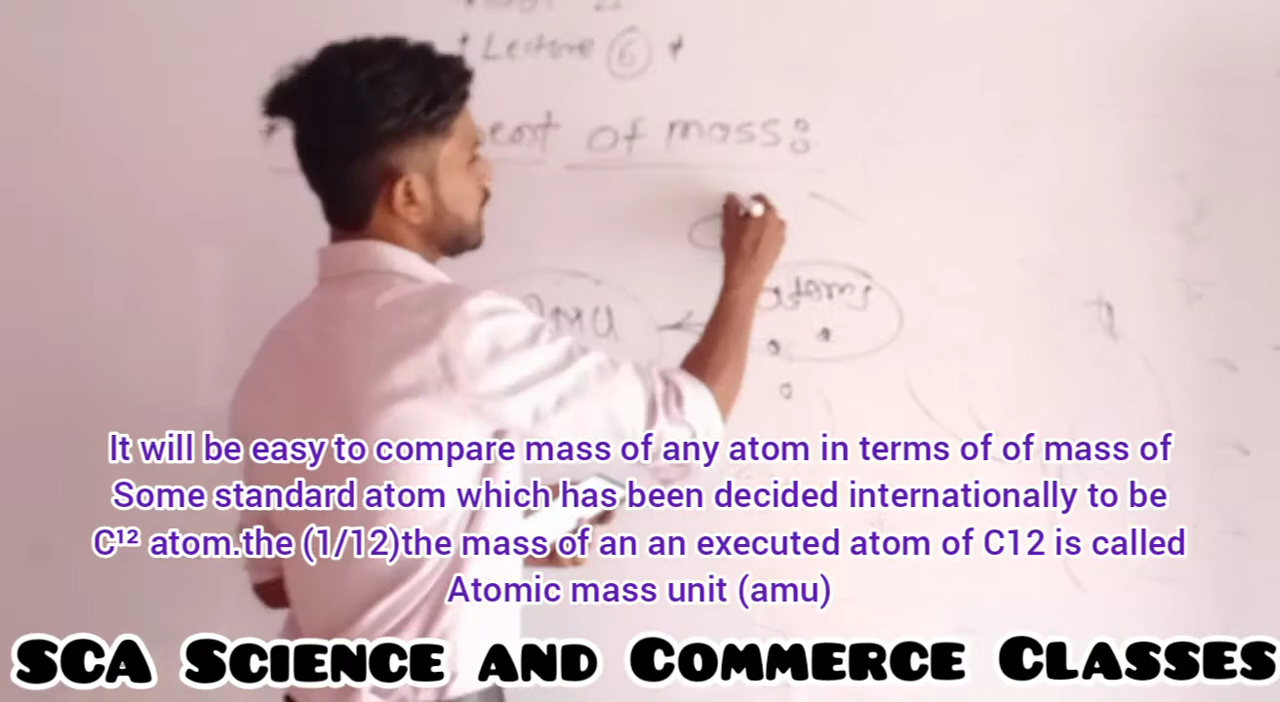 * Lecture 6 *
of mass:
AMU
atoms
It will be easy to compare mass of any atom in terms of of mass of
Some standard atom which has been decided internationally to be
C¹² atom.the (1/12)the mass of an an executed atom of C12 is called
Atomic mass unit (amu)
SCA Science and Commerce Classes